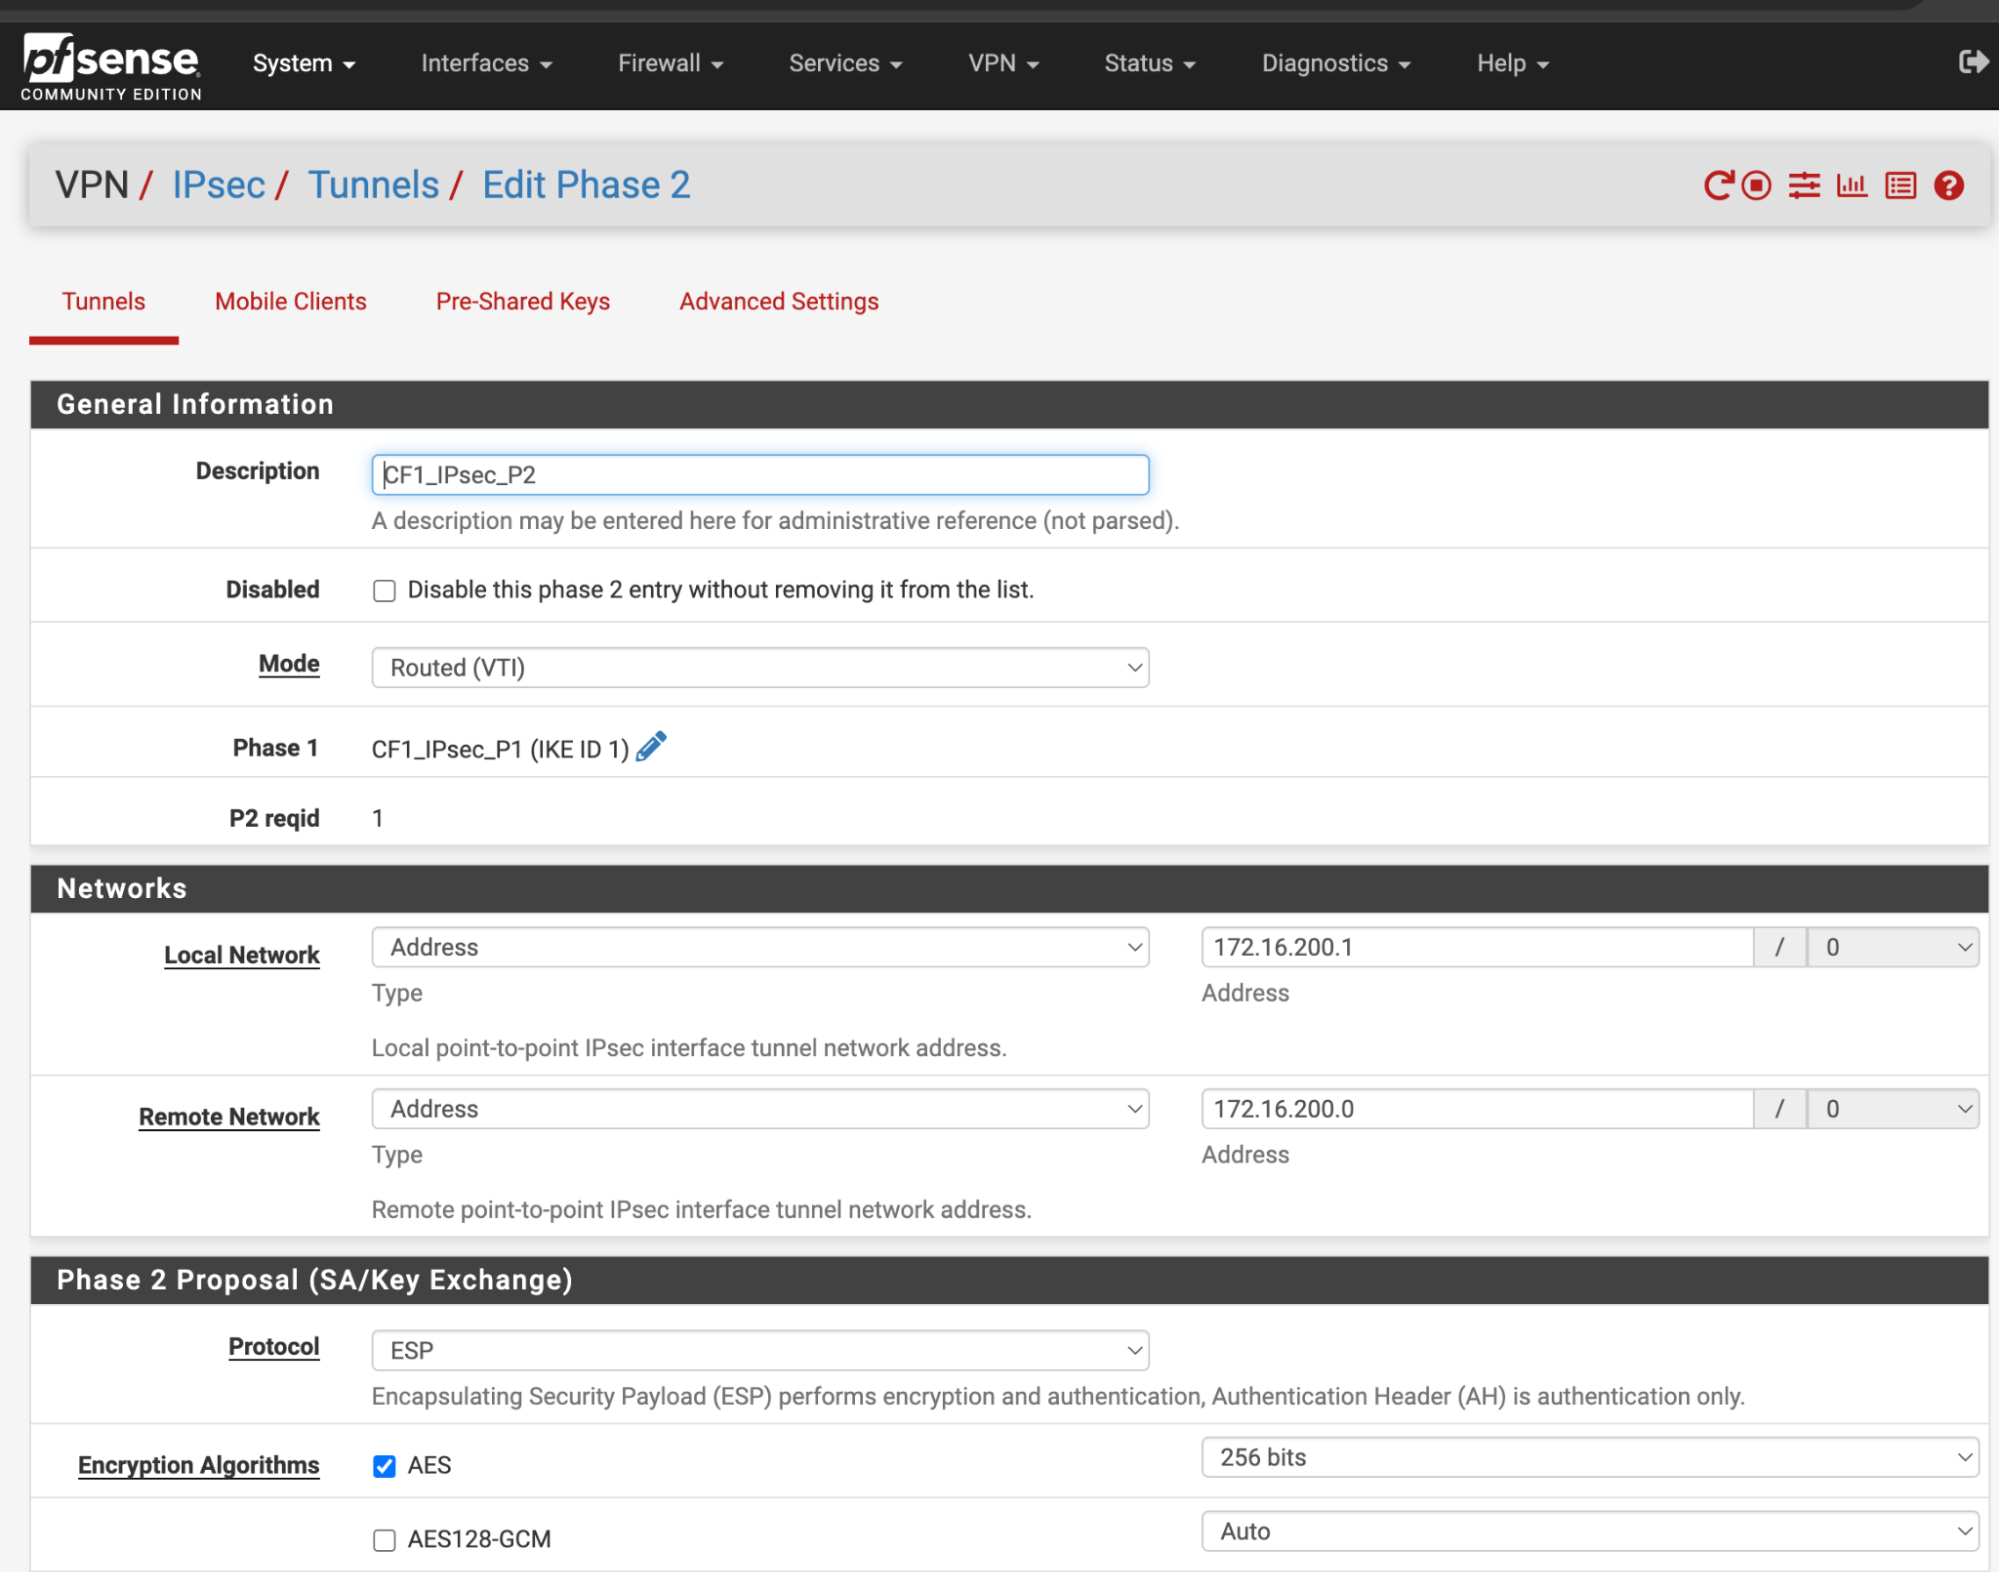 pfsense
COMMUNITY EDITION
System Interfaces Firewall Services VPN Status Diagnostics Help
VPN / IPsec / Tunnels / Edit Phase 2
Tunnels Mobile Clients Pre-Shared Keys Advanced Settings
General Information
Description CF1_IPsec_P2
A description may be entered here for administrative reference (not parsed).
Disabled Disable this phase 2 entry without removing it from the list.
Mode Routed (VTI)
Phase 1 CF1_IPsec_P1 (IKE ID 1)
P2 reqid 1
Networks
Local Network Address 172.16.200.1 / 0
Type Address
Local point-to-point IPsec interface tunnel network address.
Remote Network Address 172.16.200.0 / 0
Type Address
Remote point-to-point IPsec interface tunnel network address.
Phase 2 Proposal (SA/Key Exchange)
Protocol ESP
Encapsulating Security Payload (ESP) performs encryption and authentication, Authentication Header (AH) is authentication only.
Encryption Algorithms AES 256 bits
AES128-GCM Auto